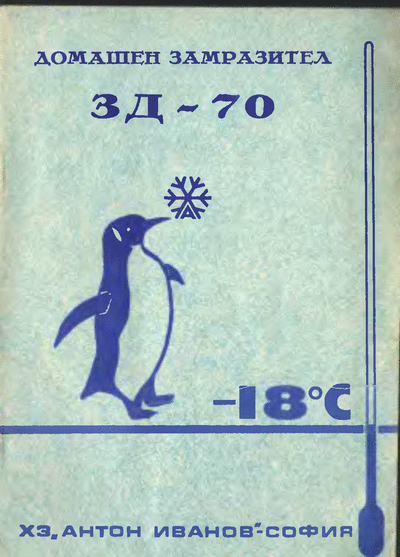 ДОМАШЕН ЗАМРАЗИТЕЛ
ЗД - 70
-18°C
ХЗ„АНТОН ИВАНОВ"-СОФИЯ